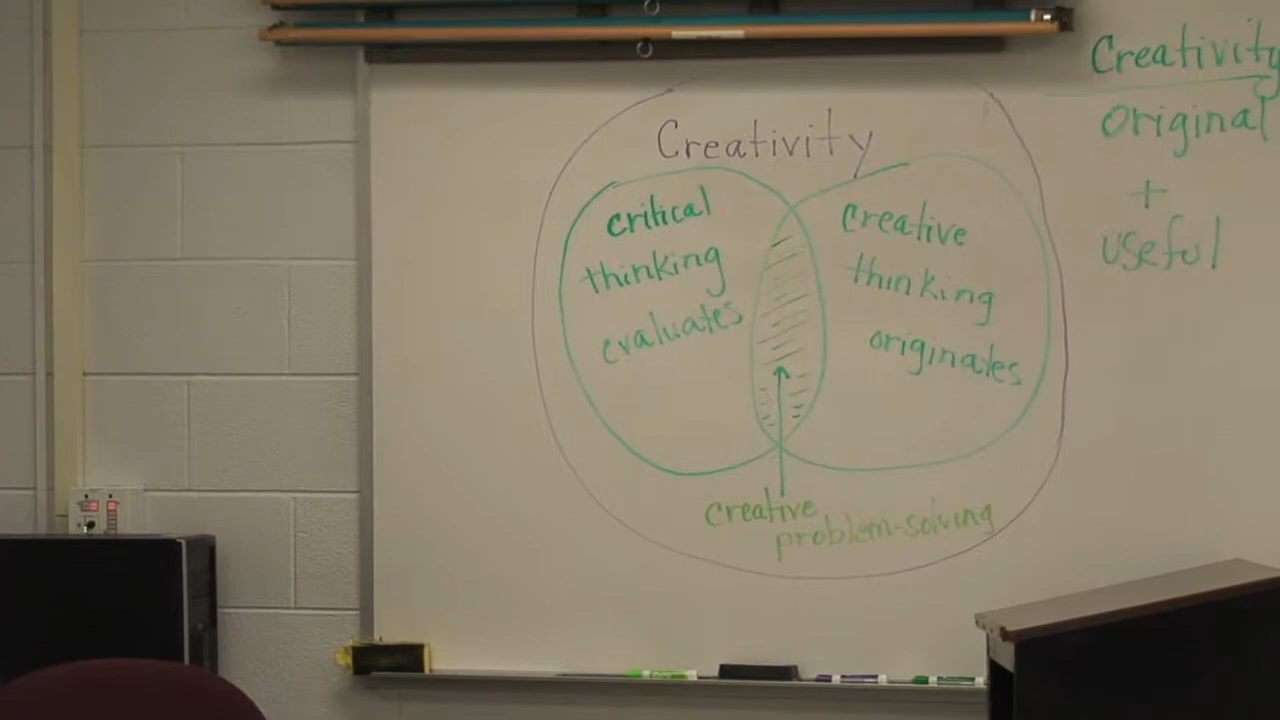 Creativity
critical
thinking
evaluates
creative
thinking
originates
creative
problem-solving
Creativity
original
+
useful